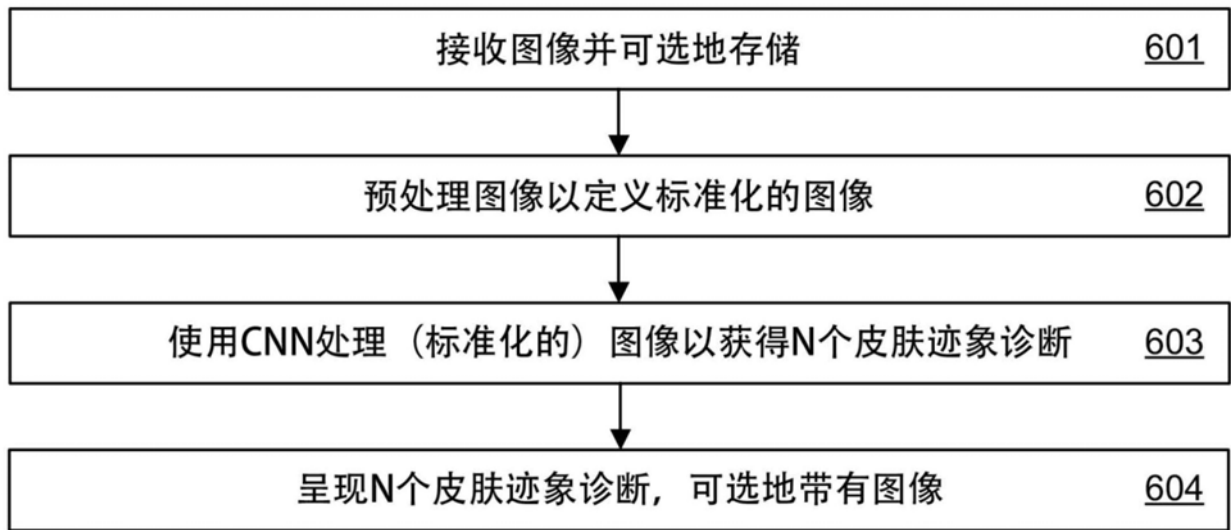 接收图像并可选地存储 601
预处理图像以定义标准化的图像 602
使用CNN处理（标准化的）图像以获得N个皮肤迹象诊断 603
呈现N个皮肤迹象诊断，可选地带有图像 604